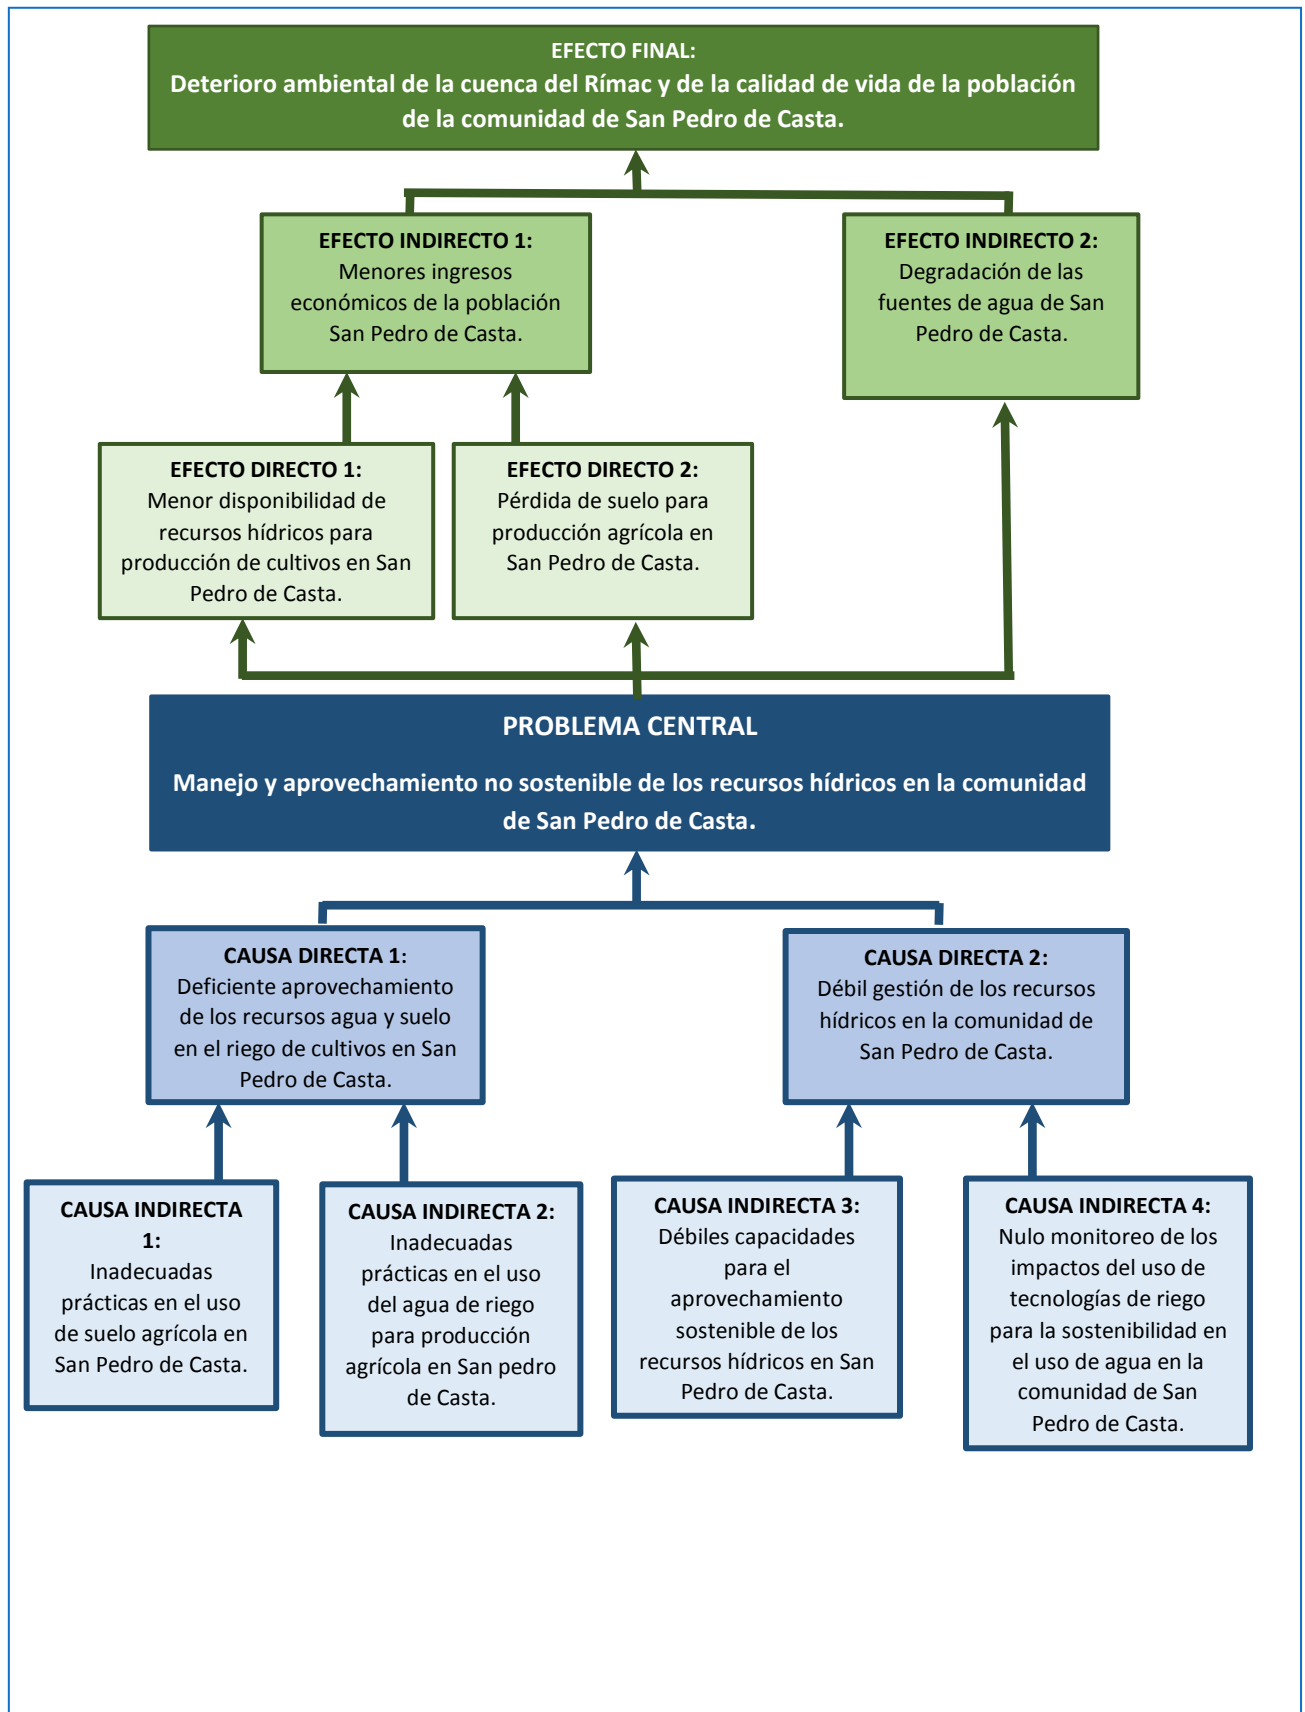 EFECTO FINAL:
Deterioro ambiental de la cuenca del Rímac y de la calidad de vida de la población
de la comunidad de San Pedro de Casta.
EFECTO INDIRECTO 1:
Menores ingresos
económicos de la población
San Pedro de Casta.
EFECTO INDIRECTO 2:
Degradación de las
fuentes de agua de San
Pedro de Casta.
EFECTO DIRECTO 1:
Menor disponibilidad de
recursos hídricos para
producción de cultivos en San
Pedro de Casta.
EFECTO DIRECTO 2:
Pérdida de suelo para
producción agrícola en
San Pedro de Casta.
PROBLEMA CENTRAL
Manejo y aprovechamiento no sostenible de los recursos hídricos en la comunidad
de San Pedro de Casta.
CAUSA DIRECTA 1:
Deficiente aprovechamiento
de los recursos agua y suelo
en el riego de cultivos en San
Pedro de Casta.
CAUSA DIRECTA 2:
Débil gestión de los recursos
hídricos en la comunidad de
San Pedro de Casta.
CAUSA INDIRECTA
1:
Inadecuadas
prácticas en el uso
de suelo agrícola en
San Pedro de Casta.
CAUSA INDIRECTA 2:
Inadecuadas
prácticas en el uso
del agua de riego
para producción
agrícola en San pedro
de Casta.
CAUSA INDIRECTA 3:
Débiles capacidades
para el
aprovechamiento
sostenible de los
recursos hídricos en San
Pedro de Casta.
CAUSA INDIRECTA 4:
Nulo monitoreo de los
impactos del uso de
tecnologías de riego
para la sostenibilidad en
el uso de agua en la
comunidad de San
Pedro de Casta.